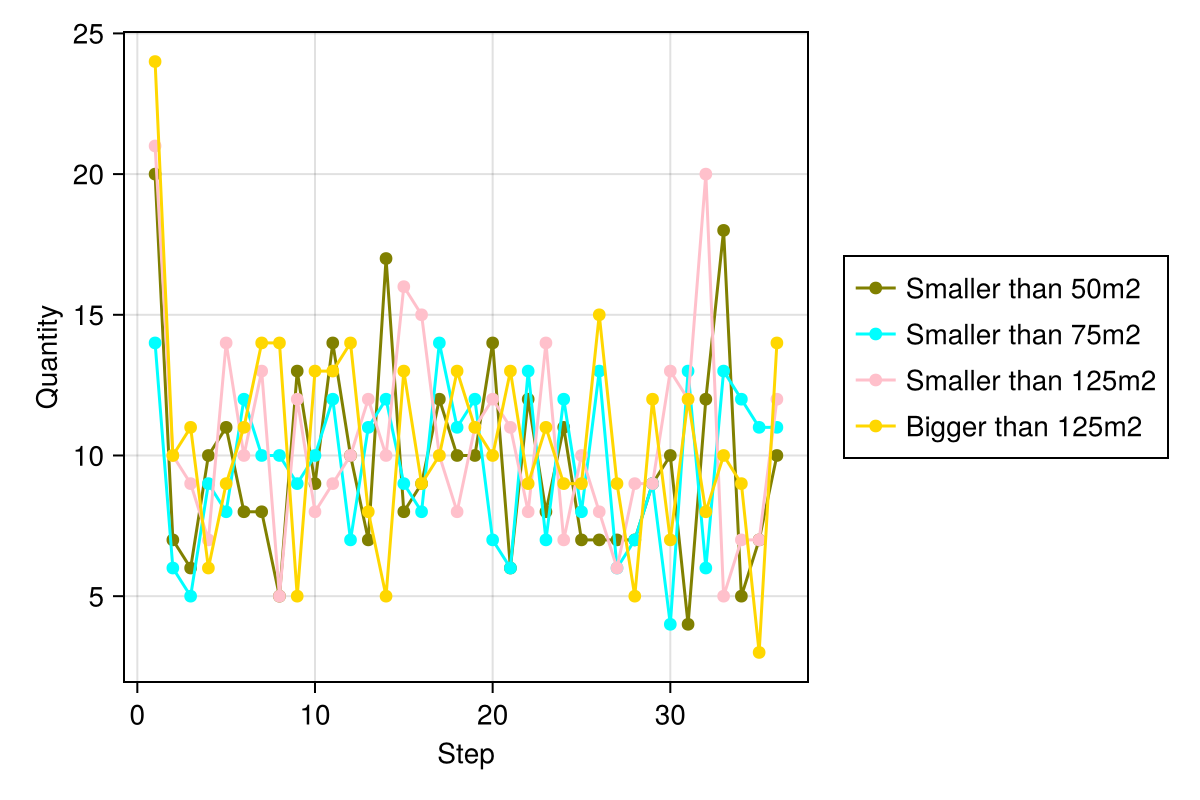 25
20
15
10
5
Quantity
0 10 20 30
Step
Smaller than 50m2
Smaller than 75m2
Smaller than 125m2
Bigger than 125m2